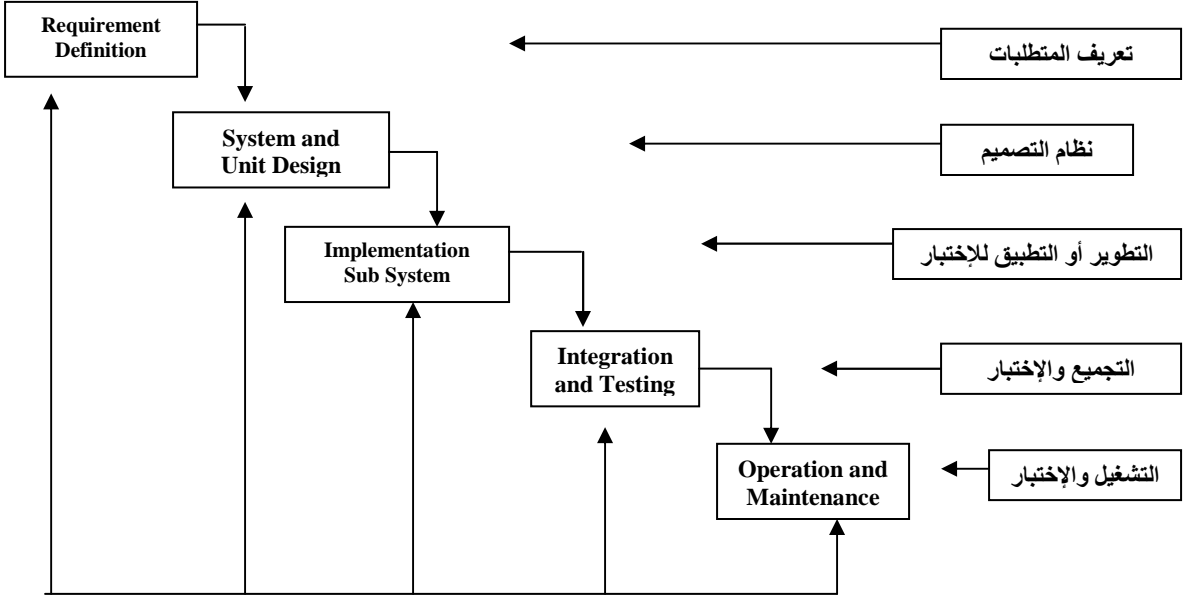 Requirement
Definition
تعريف المتطلبات
System and
Unit Design
نظام التصميم
Implementation
Sub System
التطوير أو التطبيق للإختبار
Integration
and Testing
التجميع والإختبار
Operation and
Maintenance
التشغيل والإختبار